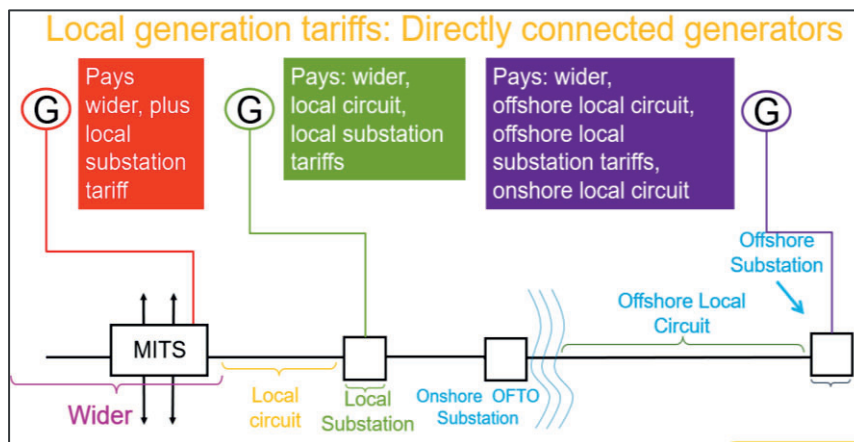 Local generation tariffs: Directly connected generators
G
Pays
wider, plus
local
substation
tariff
G
Pays: wider,
local circuit,
local substation
tariffs
Pays: wider,
offshore local circuit,
offshore local
substation tariffs,
onshore local circuit
G
Offshore
Substation
Offshore Local
Circuit
MITS
Wider
Local
circuit
Local
Substation
Onshore OFTO
Substation